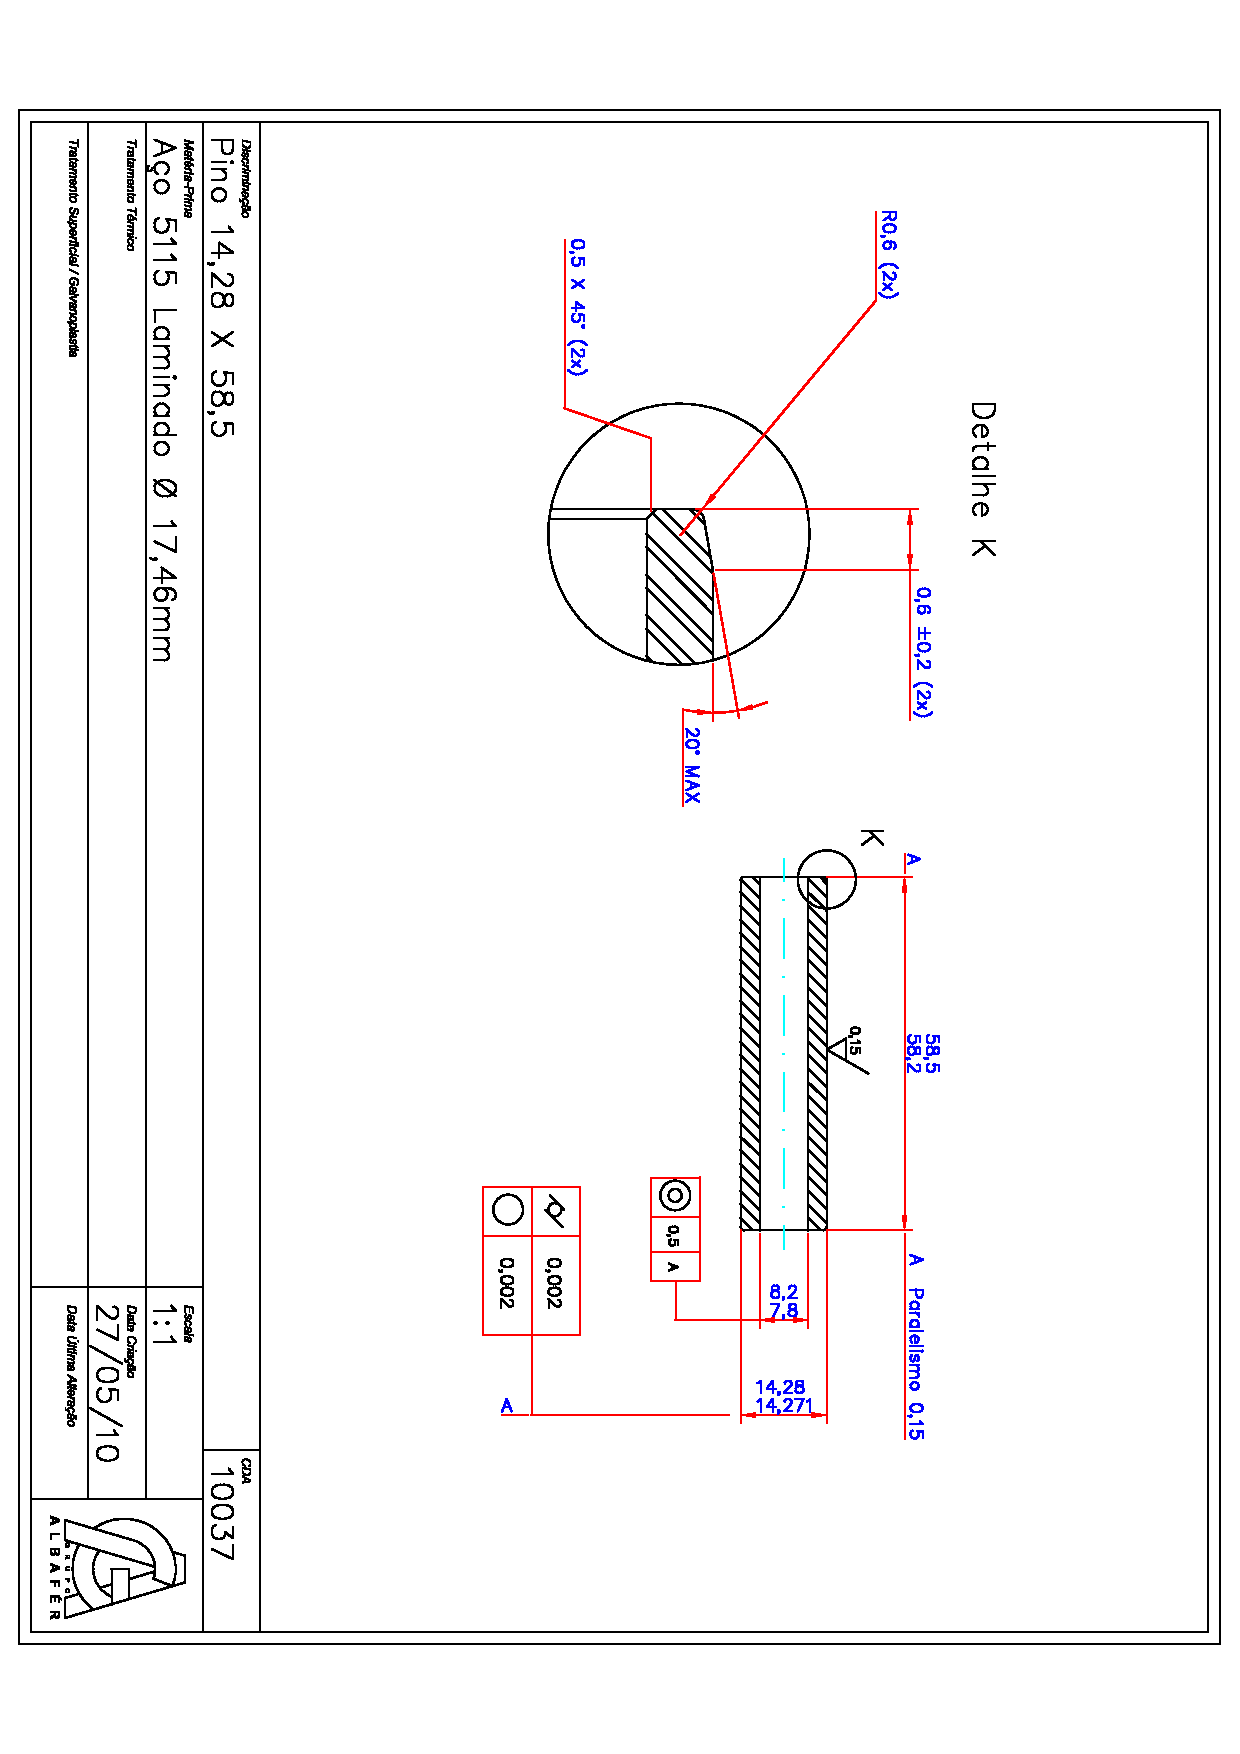 Detalhe K
R0,6 (2x)
0,6 ±0,2 (2x)
0,5 X 45° (2x)
20° MAX
K
A
58,5
58,2
A Paralelismo 0,15
0,15
0,5 A
8,2
7,8
0,002
0,002
14,28
14,271
A
Discriminação
Pino 14,28 X 58,5
CDA
10037
Matéria-Prima
Aço 5115 Laminado Ø 17,46mm
Escala
1:1
Tratamento Térmico
Data Criação
27/05/10
Tratamento Superficial / Galvanoplastia
Data Última Alteração
GRUPO
ALBAFÉR